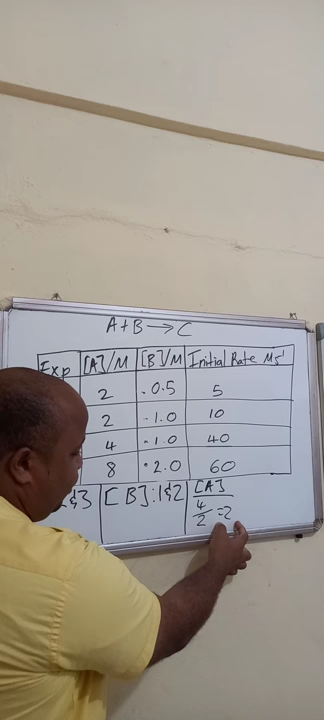 A + B → C
Exp [A]/M [B]/M Initial Rate Ms⁻¹
2 0.5 5
2 1.0 10
4 1.0 40
8 2.0 60
&3 [B]:1&2 [A]
4/2 = 2